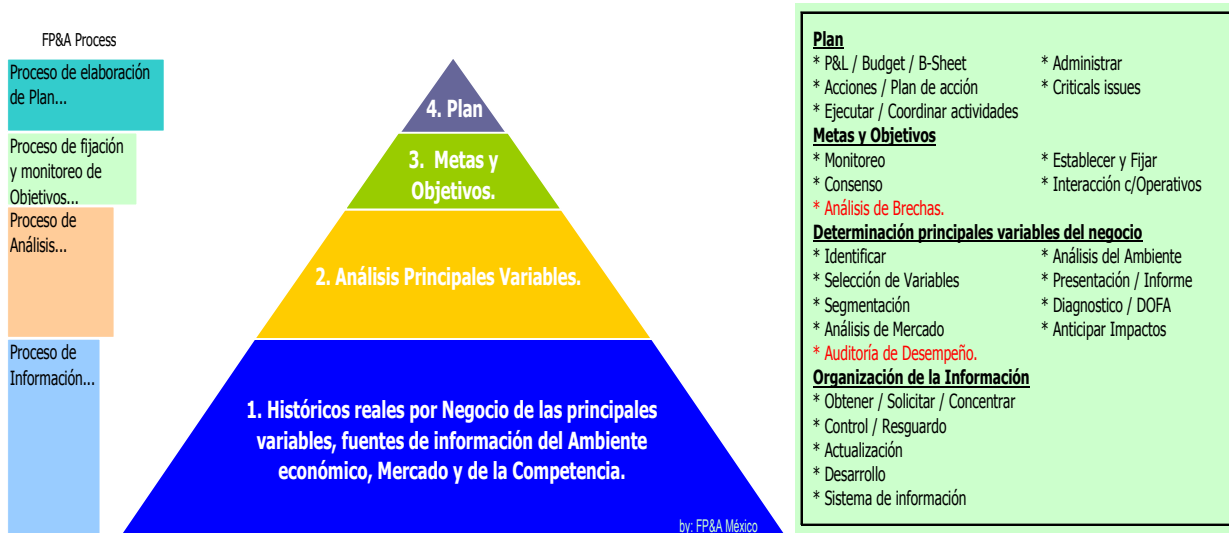 FP&A Process
Proceso de elaboración
de Plan...
Proceso de fijación
y monitoreo de
Objetivos...
Proceso de
Análisis...
Proceso de
Información...
4. Plan
3. Metas y
Objetivos.
2. Análisis Principales Variables.
1. Históricos reales por Negocio de las principales
variables, fuentes de información del Ambiente
económico, Mercado y de la Competencia.
by: FP&A México
Plan
* P&L / Budget / B-Sheet
* Administrar
* Acciones / Plan de acción
* Criticals issues
* Ejecutar / Coordinar actividades
Metas y Objetivos
* Monitoreo
* Establecer y Fijar
* Consenso
* Interacción c/Operativos
* Análisis de Brechas.
Determinación principales variables del negocio
* Identificar
* Análisis del Ambiente
* Selección de Variables
* Presentación / Informe
* Segmentación
* Diagnostico / DOFA
* Análisis de Mercado
* Anticipar Impactos
* Auditoría de Desempeño.
Organización de la Información
* Obtener / Solicitar / Concentrar
* Control / Resguardo
* Actualización
* Desarrollo
* Sistema de información